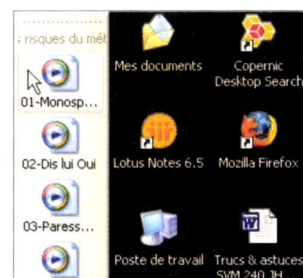 risques du mét
01-Monosp...
02-Dis lui Oui
03-Paress...
Mes documents
Copernic
Desktop Search
Lotus Notes 6.5
Mozilla Firefox
Poste de travail
Trucs & astuces
SVM 240 JH